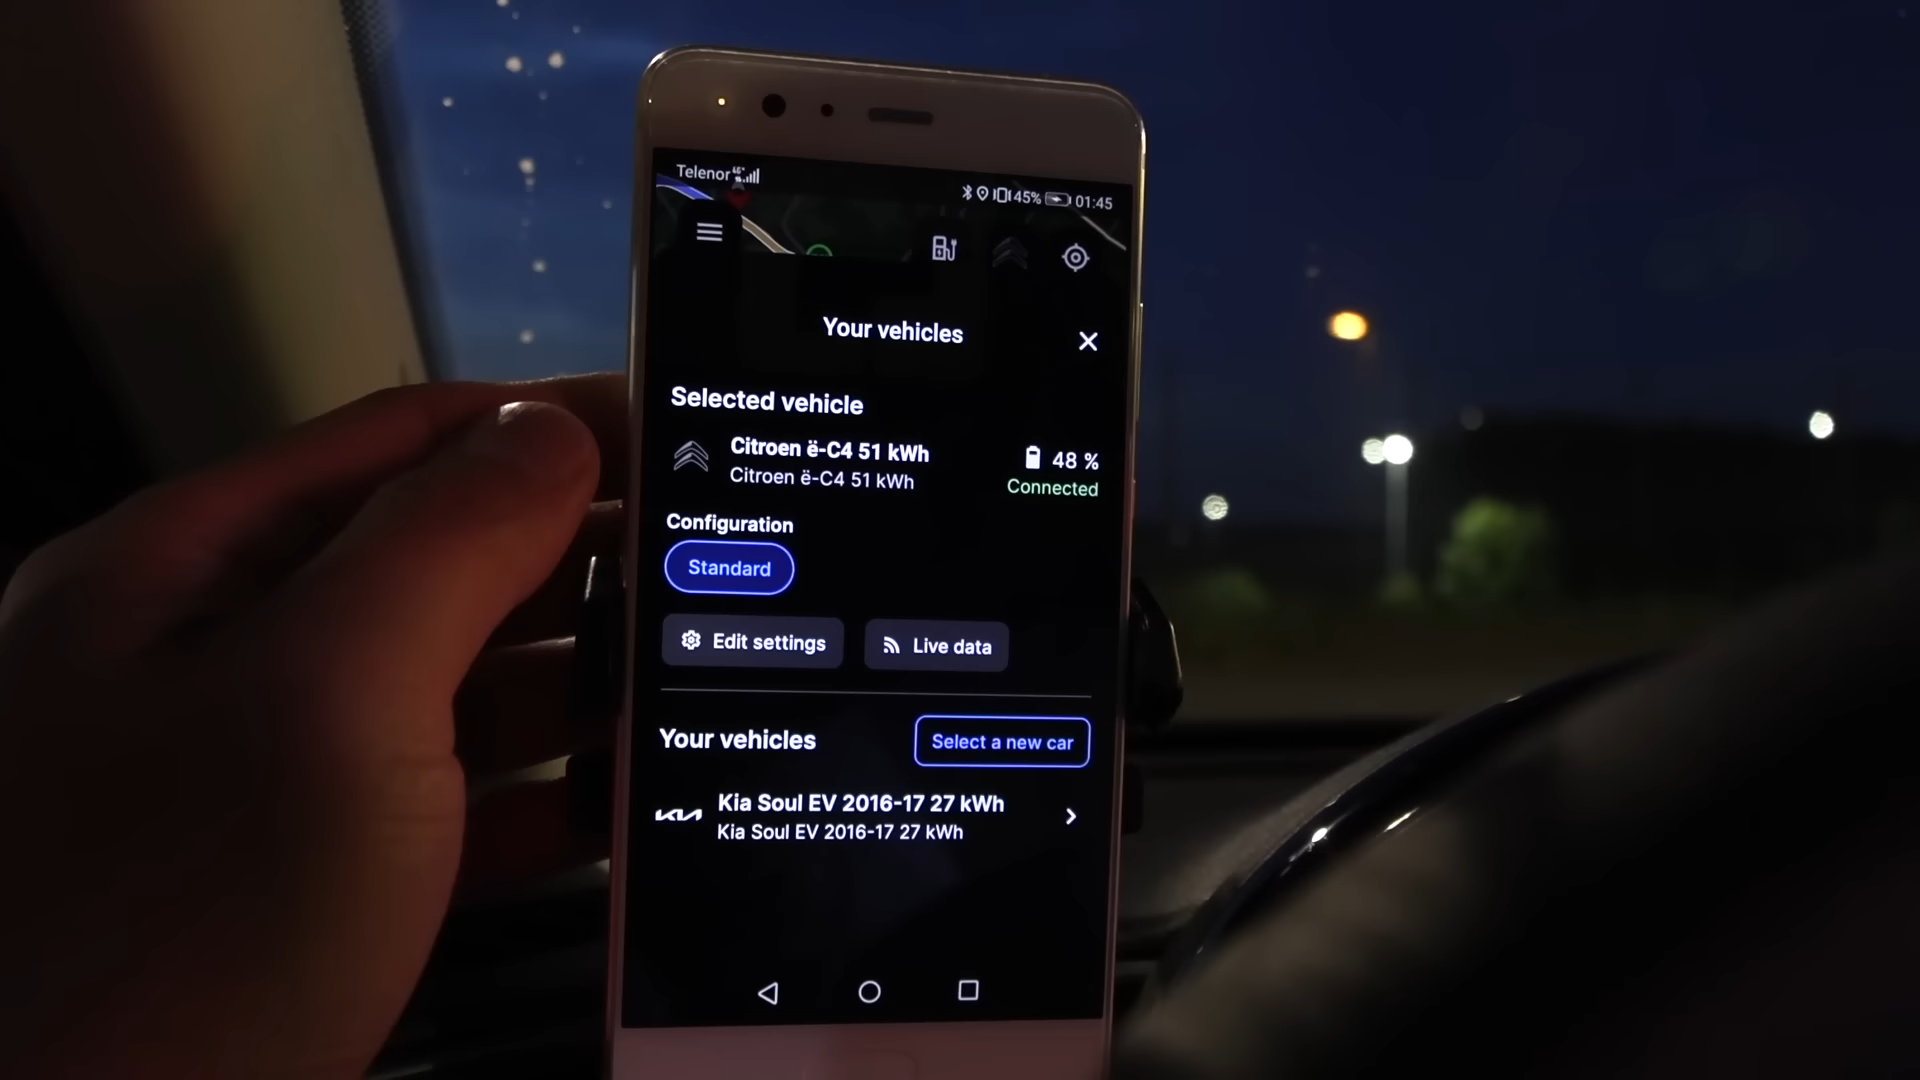 Telenor 45% 01:45
Your vehicles
Selected vehicle
Citroen ë-C4 51 kWh 48 %
Citroen ë-C4 51 kWh Connected
Configuration
Standard
Edit settings Live data
Your vehicles Select a new car
Kia Soul EV 2016-17 27 kWh
Kia Soul EV 2016-17 27 kWh